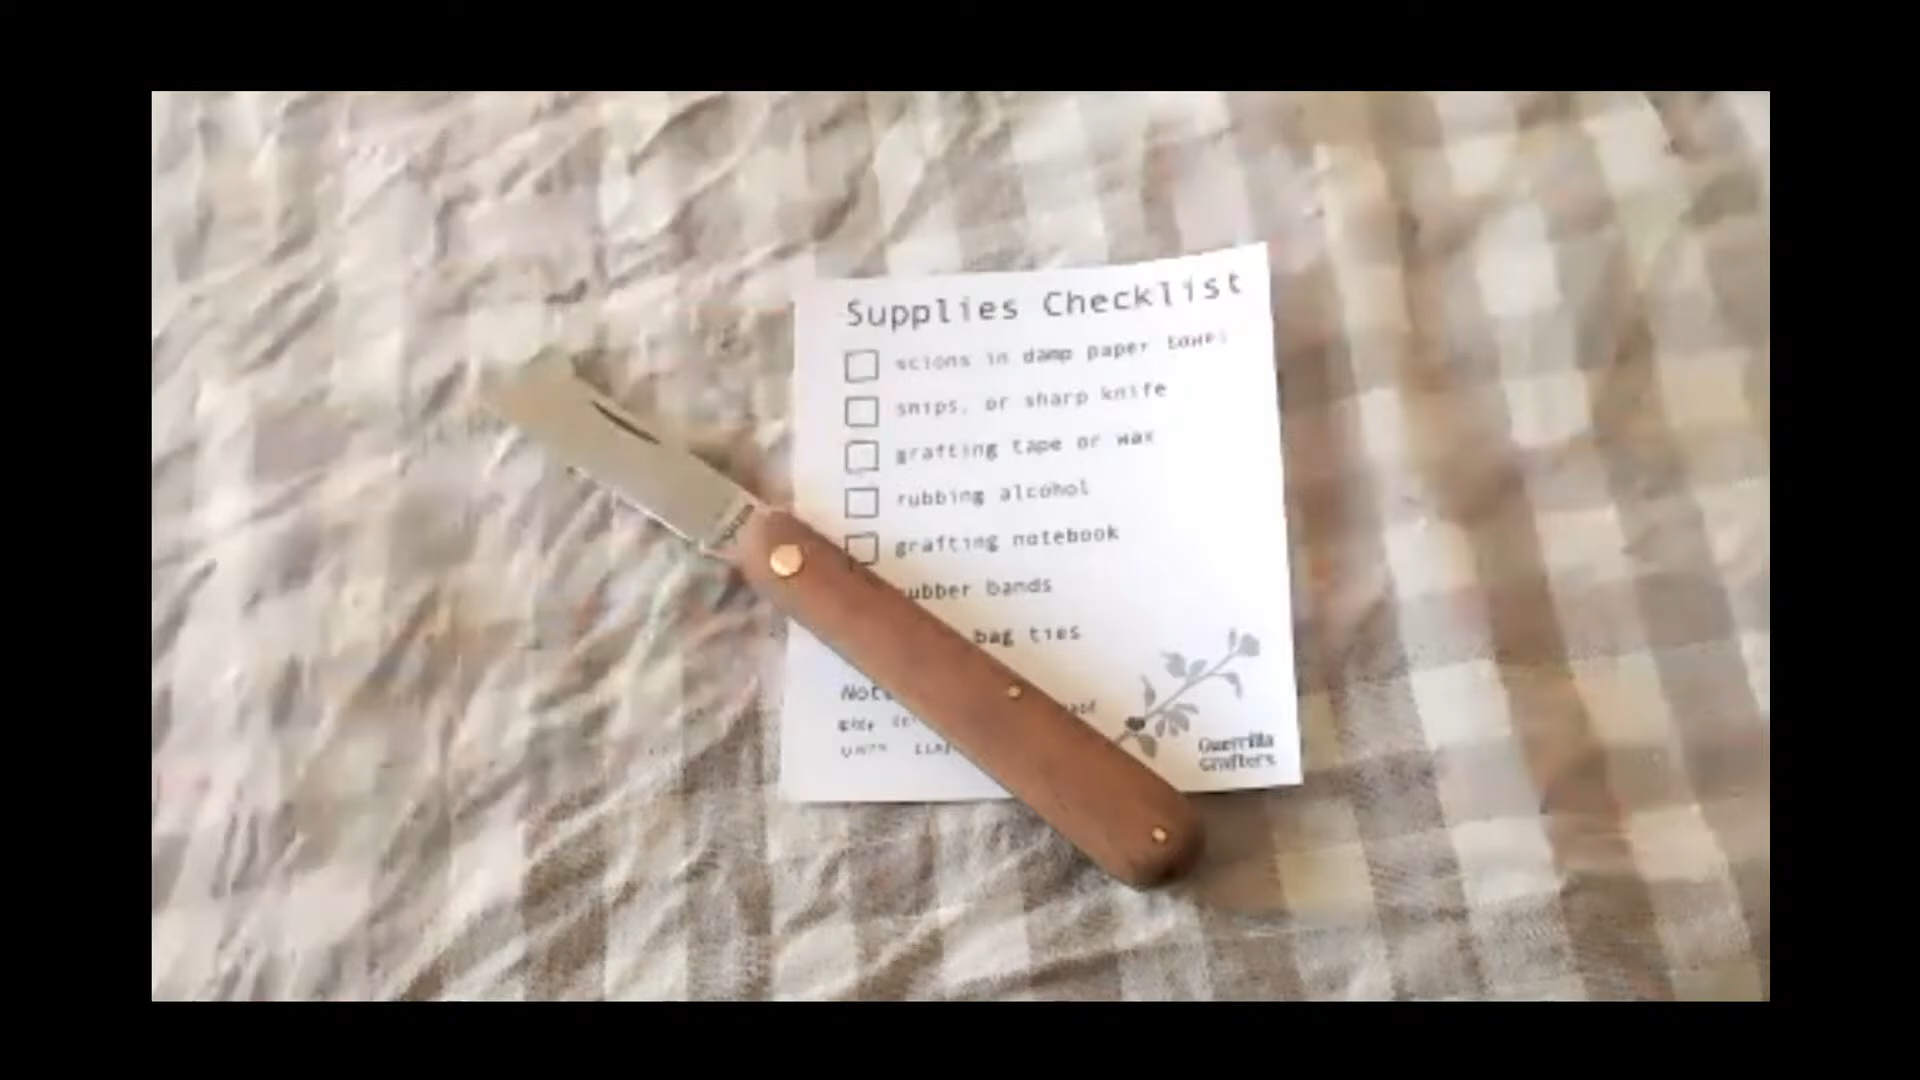 Supplies Checklist
scions in damp paper towel
snips, or sharp knife
grafting tape or wax
rubbing alcohol
grafting notebook
ubber bands
bag ties
Guerrilla
Grafters